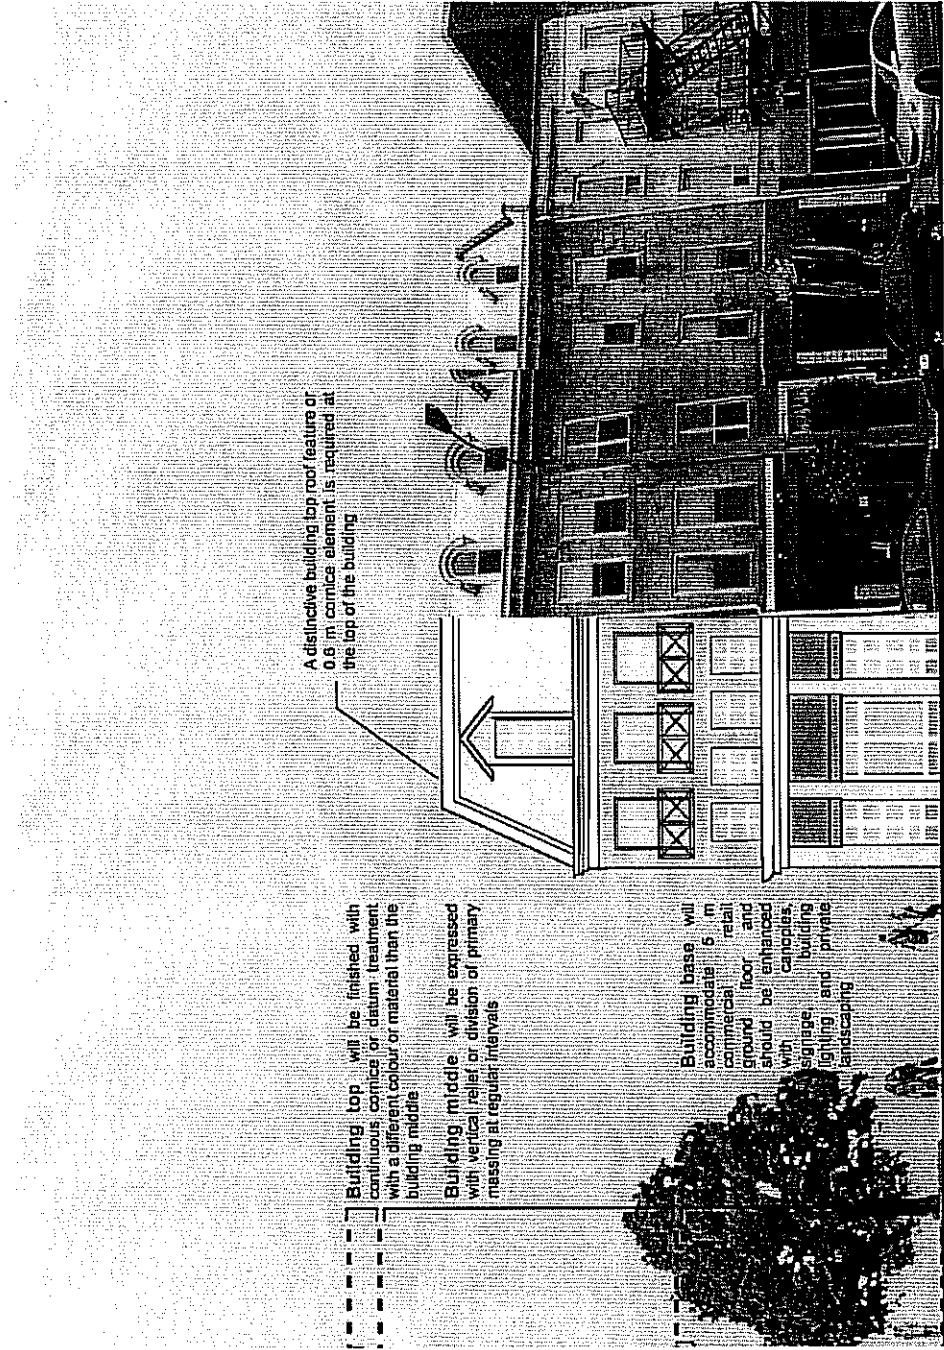 A distinctive building top roof feature or
0.6 m cornice element is required at
the top of the building
Building top will be finished with
continuous cornice or datum treatment
with a different colour or material than the
building middle
Building middle will be expressed
with vertical relief or division of primary
massing at regular intervals
Building base will
accommodate 5 m
commercial retail
ground floor and
should be enhanced
with canopies,
signage, building
lighting and private
landscaping